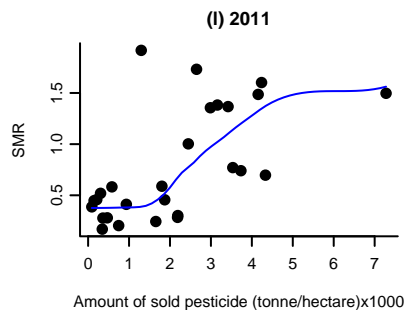 (l) 2011
SMR
1.5
1.0
0.5
0 1 2 3 4 5 6 7
Amount of sold pesticide (tonne/hectare)x1000